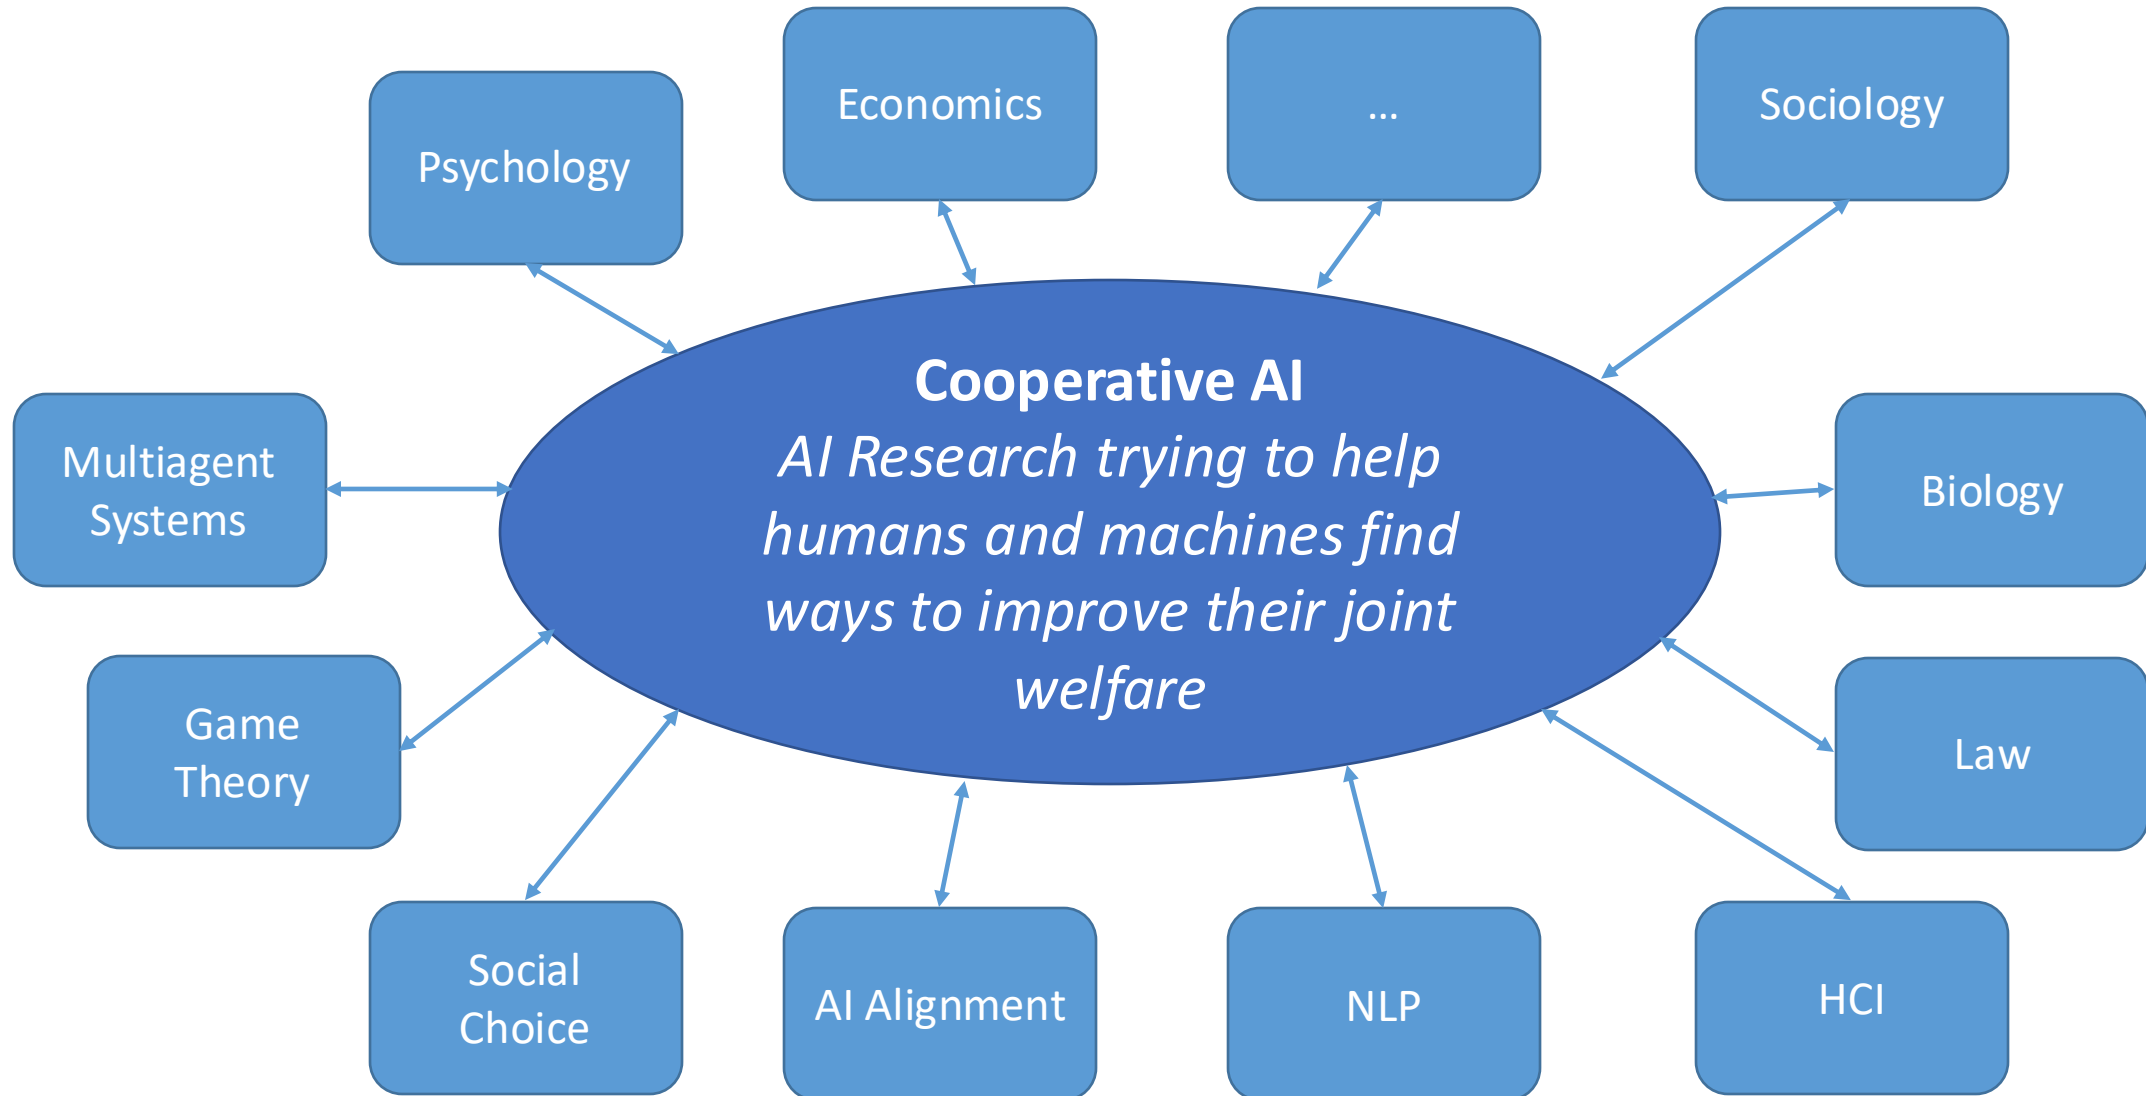 Economics
...
Sociology
Psychology
Cooperative AI
AI Research trying to help
humans and machines find
ways to improve their joint
welfare
Multiagent
Systems
Biology
Game
Theory
Law
Social
Choice
AI Alignment
NLP
HCI